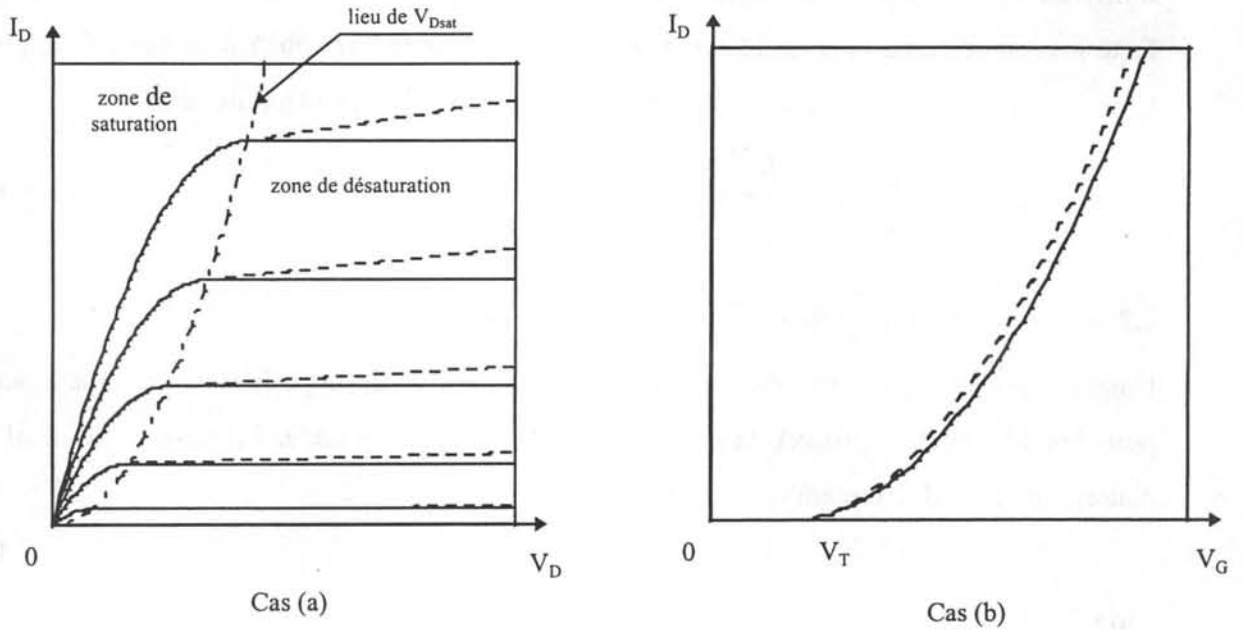 I_D
lieu de V_Dsat
zone de
saturation
zone de désaturation
0
V_D
Cas (a)
I_D
0
V_T
V_G
Cas (b)